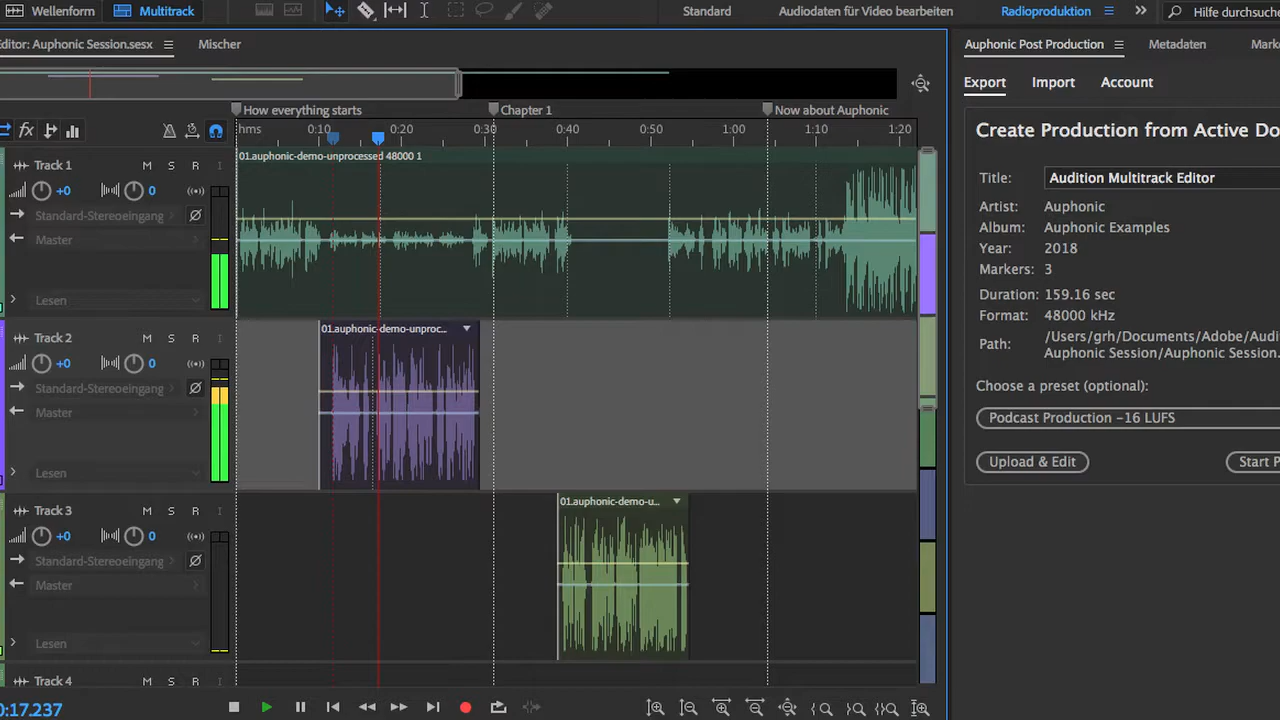 Wellenform
Multitrack
Standard
Audiodaten für Video bearbeiten
Radioproduktion
Hilfe durchsuche
Editor: Auphonic Session.sesx
Mischer
How everything starts
Chapter 1
Now about Auphonic
hms 0:10 0:20 0:30 0:40 0:50 1:00 1:10 1:20
fx
01.auphonic-demo-unprocessed 48000 1
Track 1 M S R I
+0 0
Standard-Stereoeingang
Master
Lesen
01.auphonic-demo-unproc...
Track 2 M S R I
+0 0
Standard-Stereoeingang
Master
Lesen
01.auphonic-demo-u...
Track 3 M S R I
+0 0
Standard-Stereoeingang
Master
Lesen
Track 4 M S R I
0:17.237
Auphonic Post Production
Metadaten
Mark
Export
Import
Account
Create Production from Active Do
Title: Audition Multitrack Editor
Artist: Auphonic
Album: Auphonic Examples
Year: 2018
Markers: 3
Duration: 159.16 sec
Format: 48000 kHz
Path: /Users/grh/Documents/Adobe/Audi
Auphonic Session/Auphonic Session.
Choose a preset (optional):
Podcast Production -16 LUFS
Upload & Edit
Start P